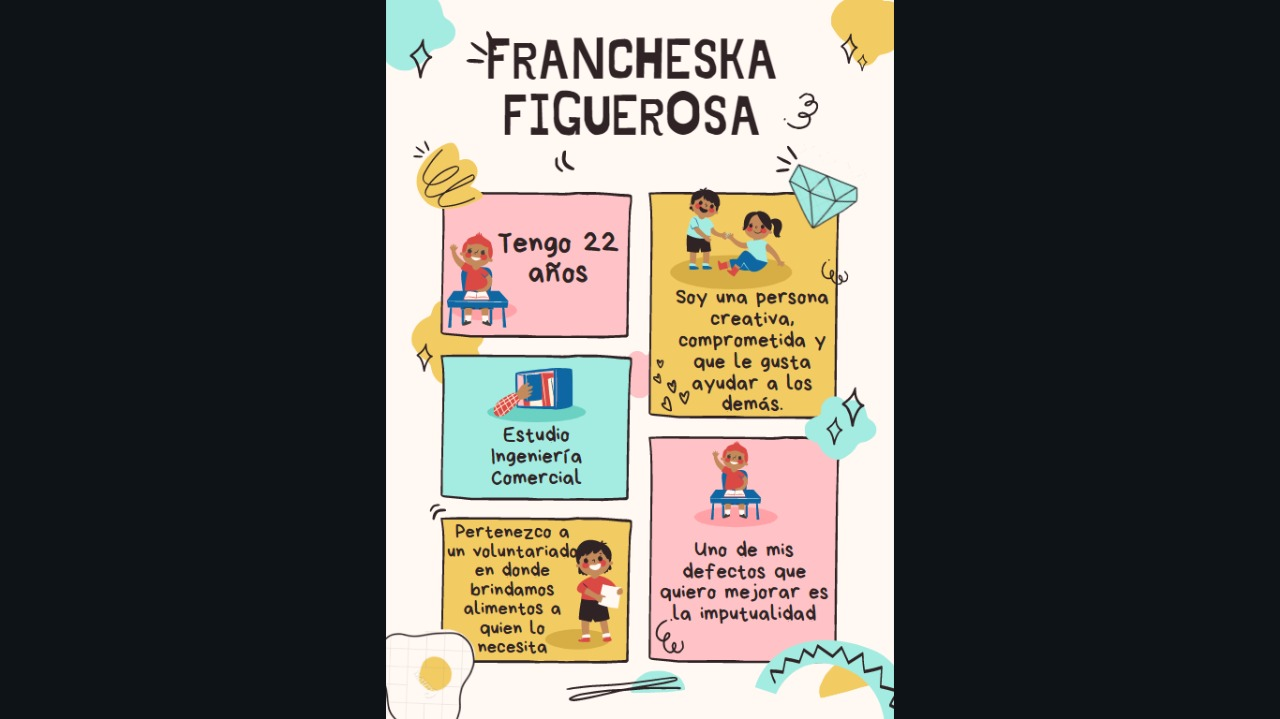 FRANCHESKA
FIGUEROSA
Tengo 22
años
Estudio
Ingeniería
Comercial
Pertenezco a
un voluntariado
en donde
brindamos
alimentos a
quien lo
necesita
Soy una persona
creativa,
comprometida y
que le gusta
ayudar a los
demás.
Uno de mis
defectos que
quiero mejorar es
la imputualidad